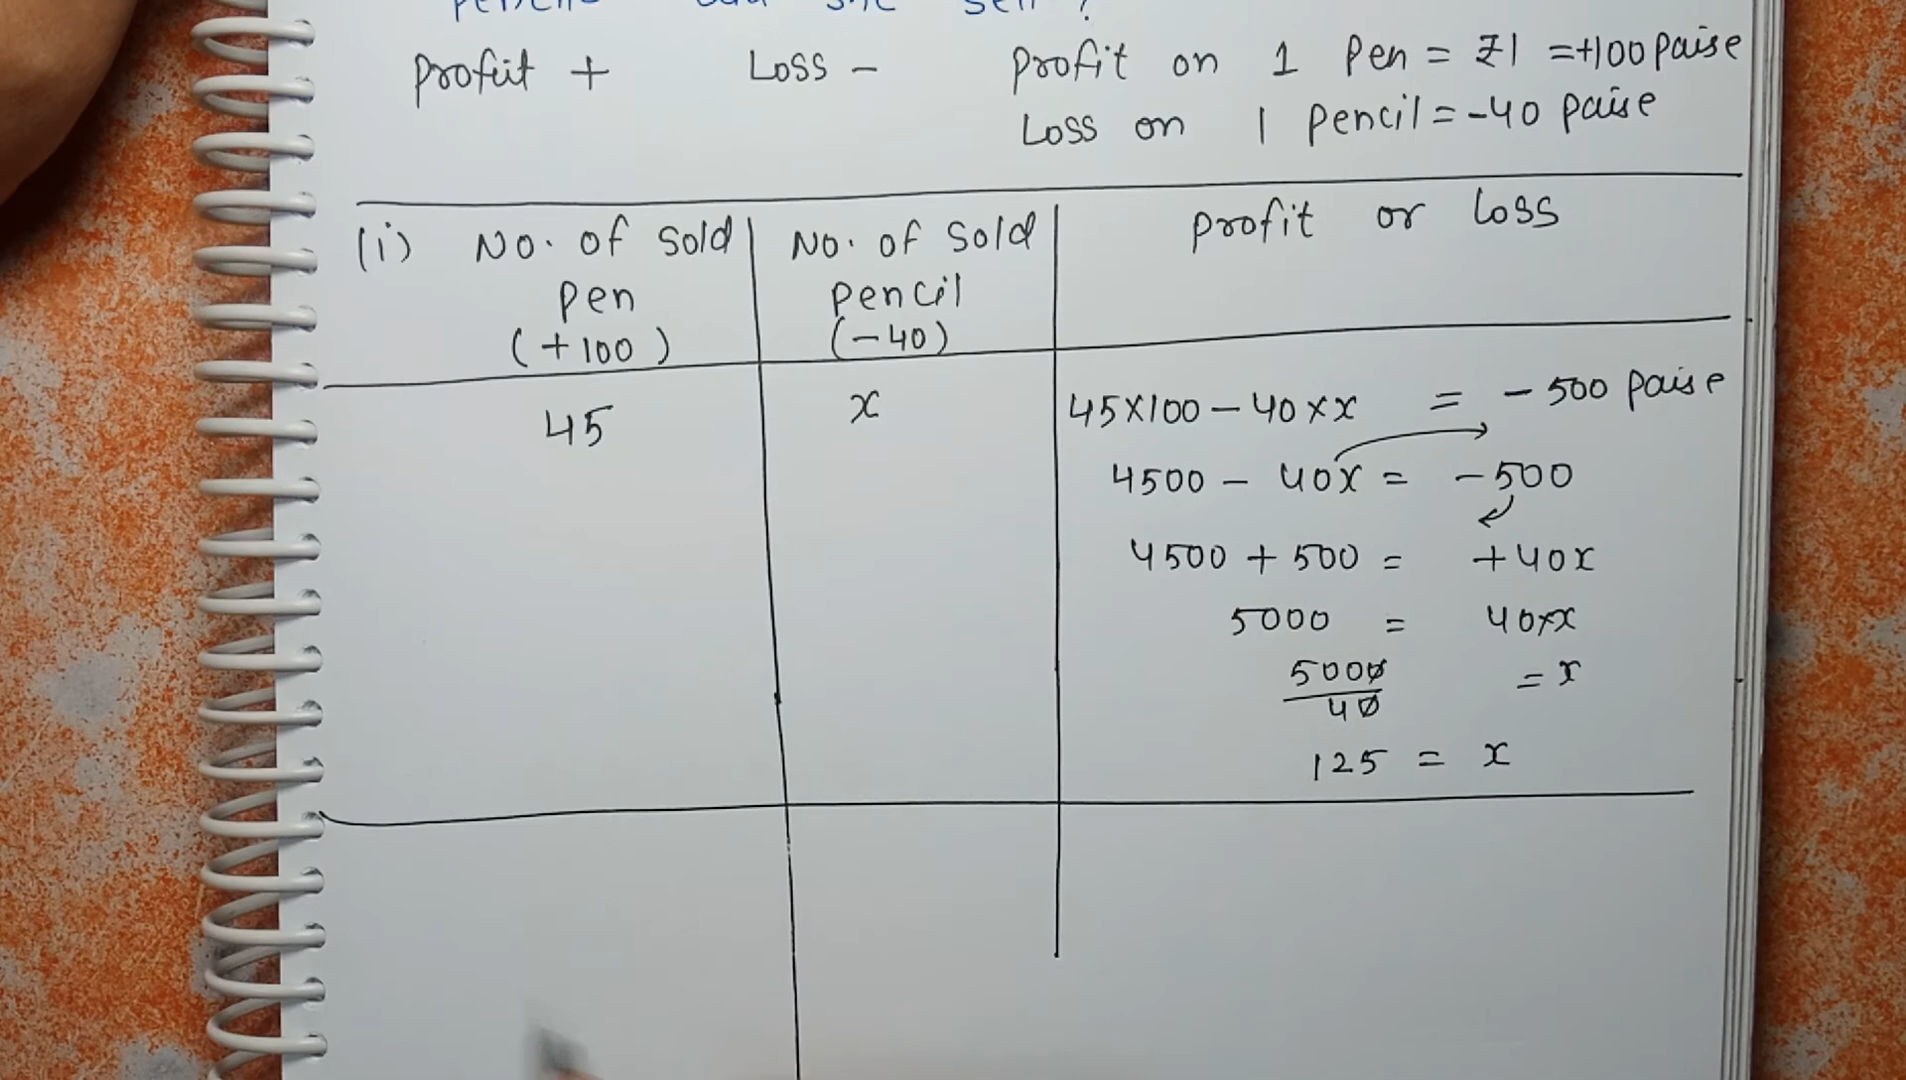 Profit + Loss - Profit on 1 Pen = ₹1 = +100 paise
Loss on 1 pencil = -40 paise
(i) No. of Sold pen (+100) No. of Sold pencil (-40) Profit or Loss
45 x 45×100 - 40×x = - 500 paise
4500 - 40x = - 500
4500 + 500 = +40x
5000 = 40×x
5000/40 = x
125 = x